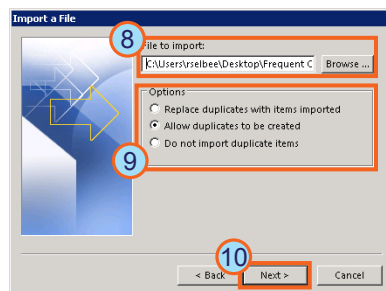 Import a File
8
File to import:
C:\Users\rselbee\Desktop\Frequent C
Browse ...
Options
Replace duplicates with items imported
Allow duplicates to be created
Do not import duplicate items
9
10
< Back
Next >
Cancel